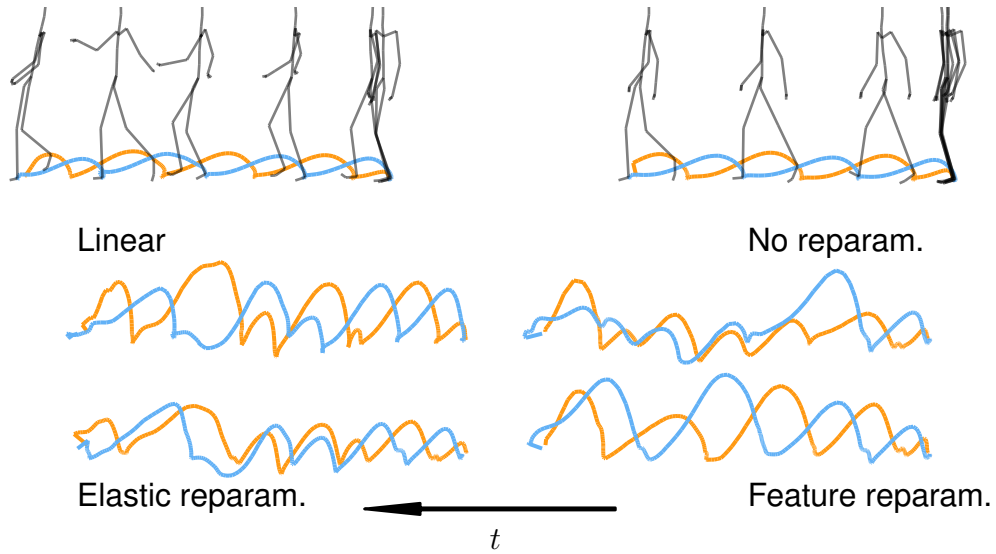 Linear
No reparam.
Elastic reparam.
Feature reparam.
t